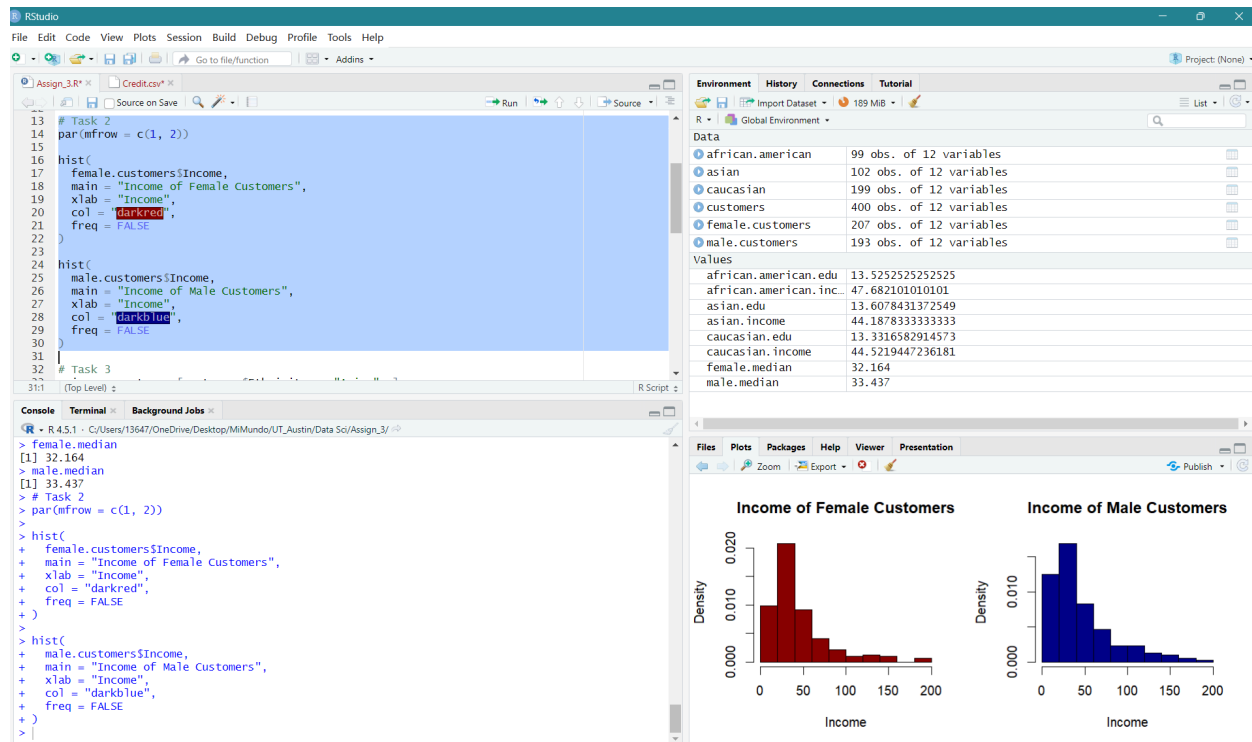 RStudio
File Edit Code View Plots Session Build Debug Profile Tools Help
Go to file/function Addins Project: (None)
Assign_3.R* Credit.csv*
Source on Save Run Source
13 # Task 2
14 par(mfrow = c(1, 2))
15
16 hist(
17 female.customers$Income,
18 main = "Income of Female Customers",
19 xlab = "Income",
20 col = "darkred",
21 freq = FALSE
22 )
23
24 hist(
25 male.customers$Income,
26 main = "Income of Male Customers",
27 xlab = "Income",
28 col = "darkblue",
29 freq = FALSE
30 )
31
32 # Task 3
31:1 (Top Level) R Script
Console Terminal Background Jobs
R 4.5.1 · C:/Users/13647/OneDrive/Desktop/MiMundo/UT_Austin/Data Sci/Assign_3/
> female.median
[1] 32.164
> male.median
[1] 33.437
> # Task 2
> par(mfrow = c(1, 2))
>
> hist(
+ female.customers$Income,
+ main = "Income of Female Customers",
+ xlab = "Income",
+ col = "darkred",
+ freq = FALSE
+ )
>
> hist(
+ male.customers$Income,
+ main = "Income of Male Customers",
+ xlab = "Income",
+ col = "darkblue",
+ freq = FALSE
+ )
>
Environment History Connections Tutorial
Import Dataset 189 MiB List
R Global Environment
Data
african.american 99 obs. of 12 variables
asian 102 obs. of 12 variables
caucasian 199 obs. of 12 variables
customers 400 obs. of 12 variables
female.customers 207 obs. of 12 variables
male.customers 193 obs. of 12 variables
Values
african.american.edu 13.5252525252525
african.american.inc… 47.682101010101
asian.edu 13.6078431372549
asian.income 44.1878333333333
caucasian.edu 13.3316582914573
caucasian.income 44.5219447236181
female.median 32.164
male.median 33.437
Files Plots Packages Help Viewer Presentation
Zoom Export Publish
Income of Female Customers
Density
0.000 0.010 0.020
0 50 100 150 200
Income
Income of Male Customers
Density
0.000 0.010
0 50 100 150 200
Income